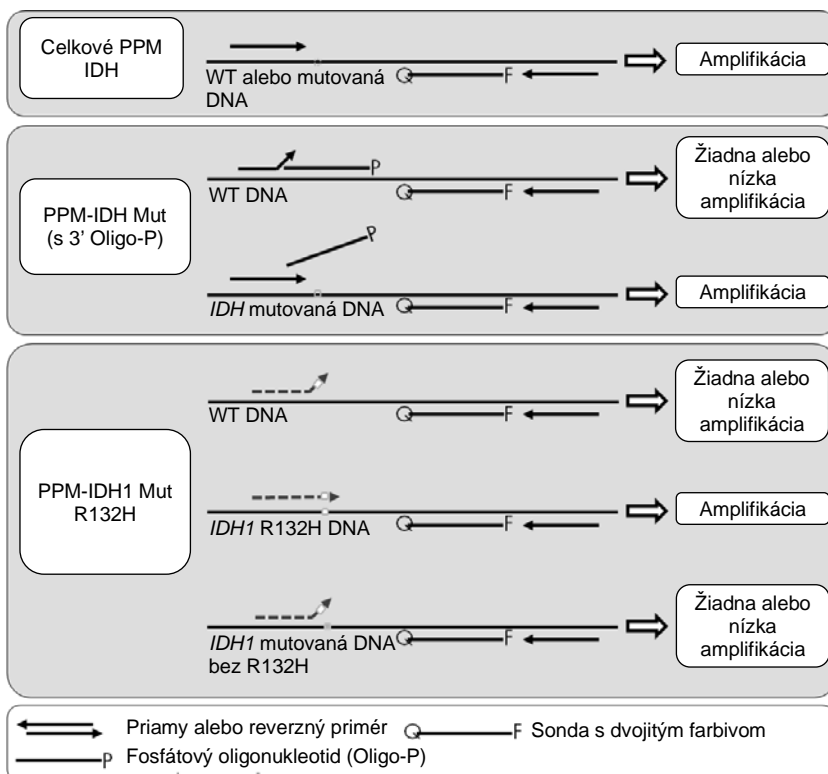 Celkové PPM
IDH
WT alebo mutovaná
DNA
Q
F
Amplifikácia
PPM-IDH Mut
(s 3’ Oligo-P)
P
WT DNA
Q
F
Žiadna alebo
nízka
amplifikácia
P
IDH mutovaná DNA
Q
F
Amplifikácia
PPM-IDH1 Mut
R132H
WT DNA
Q
F
Žiadna alebo
nízka
amplifikácia
IDH1 R132H DNA
Q
F
Amplifikácia
IDH1 mutovaná DNA
bez R132H
Q
F
Žiadna alebo
nízka
amplifikácia
Priamy alebo reverzný primér
Q F Sonda s dvojitým farbivom
P Fosfátový oligonukleotid (Oligo-P)